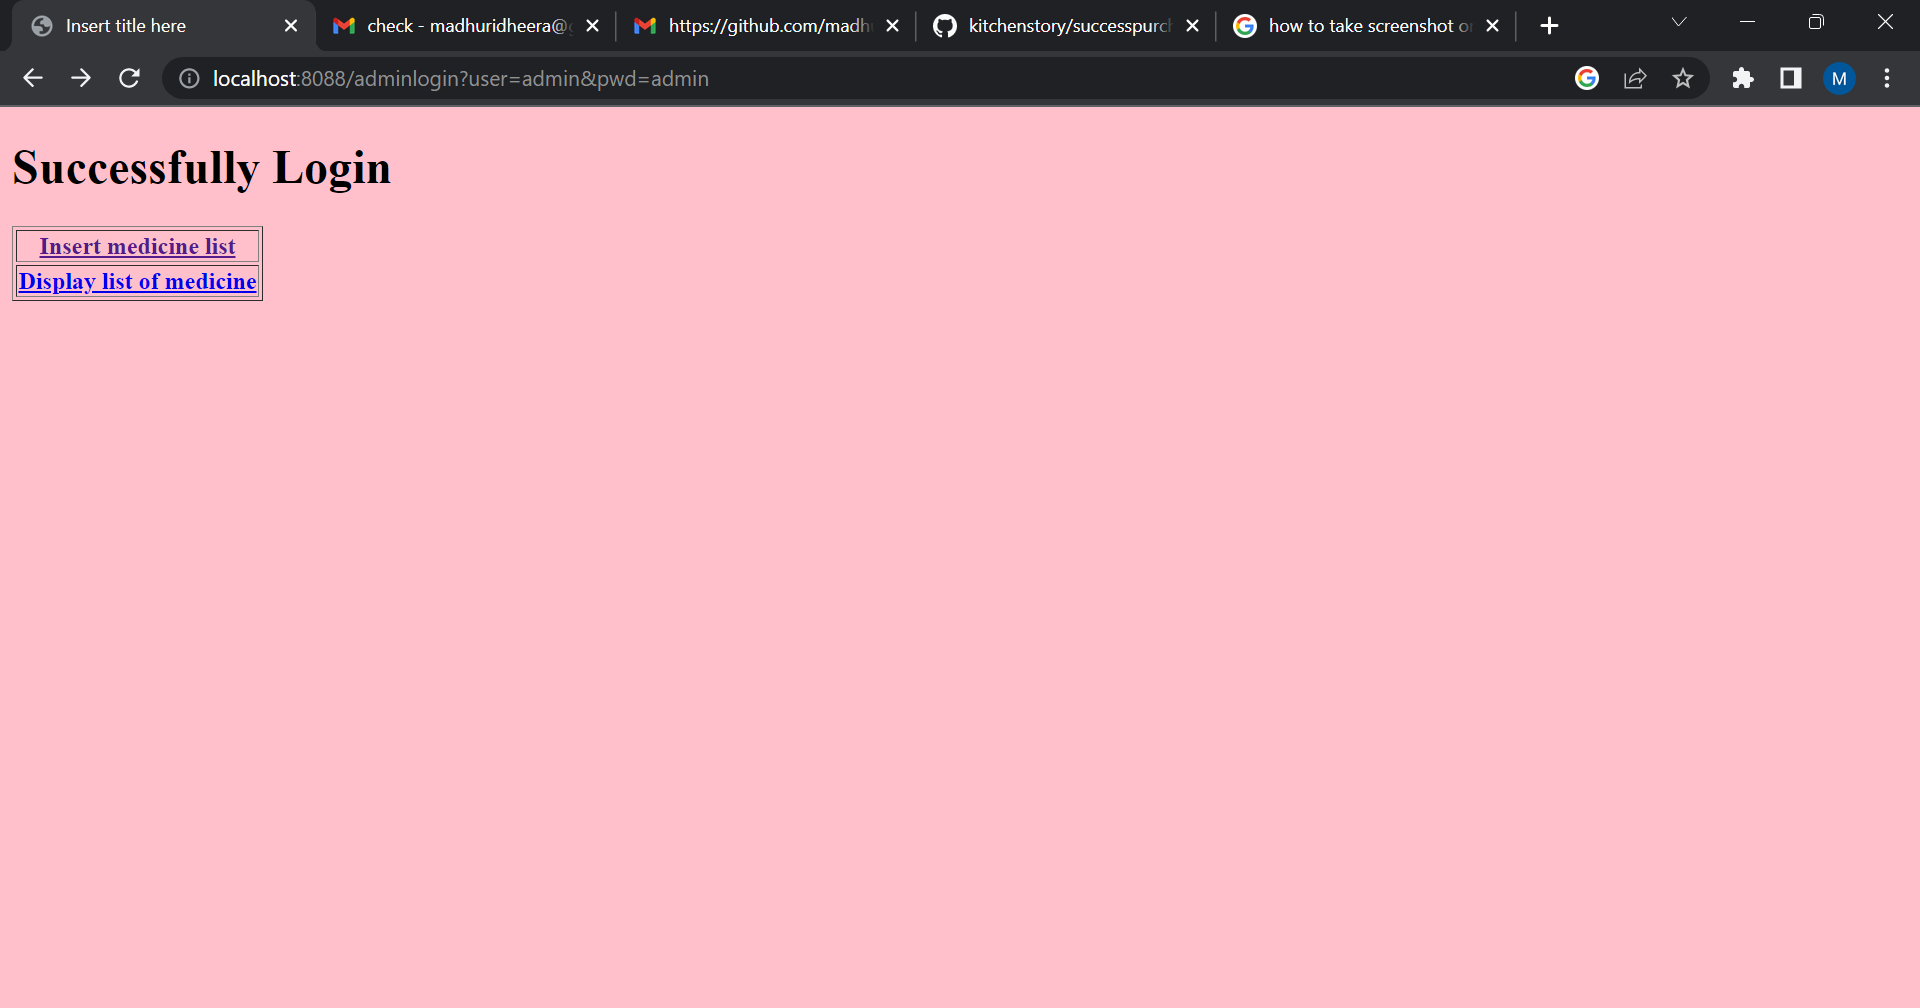 Insert title here
check - madhuridheera@
https://github.com/madh
kitchenstory/successpurc
how to take screenshot o
localhost:8088/adminlogin?user=admin&pwd=admin
M
Successfully Login
Insert medicine list
Display list of medicine